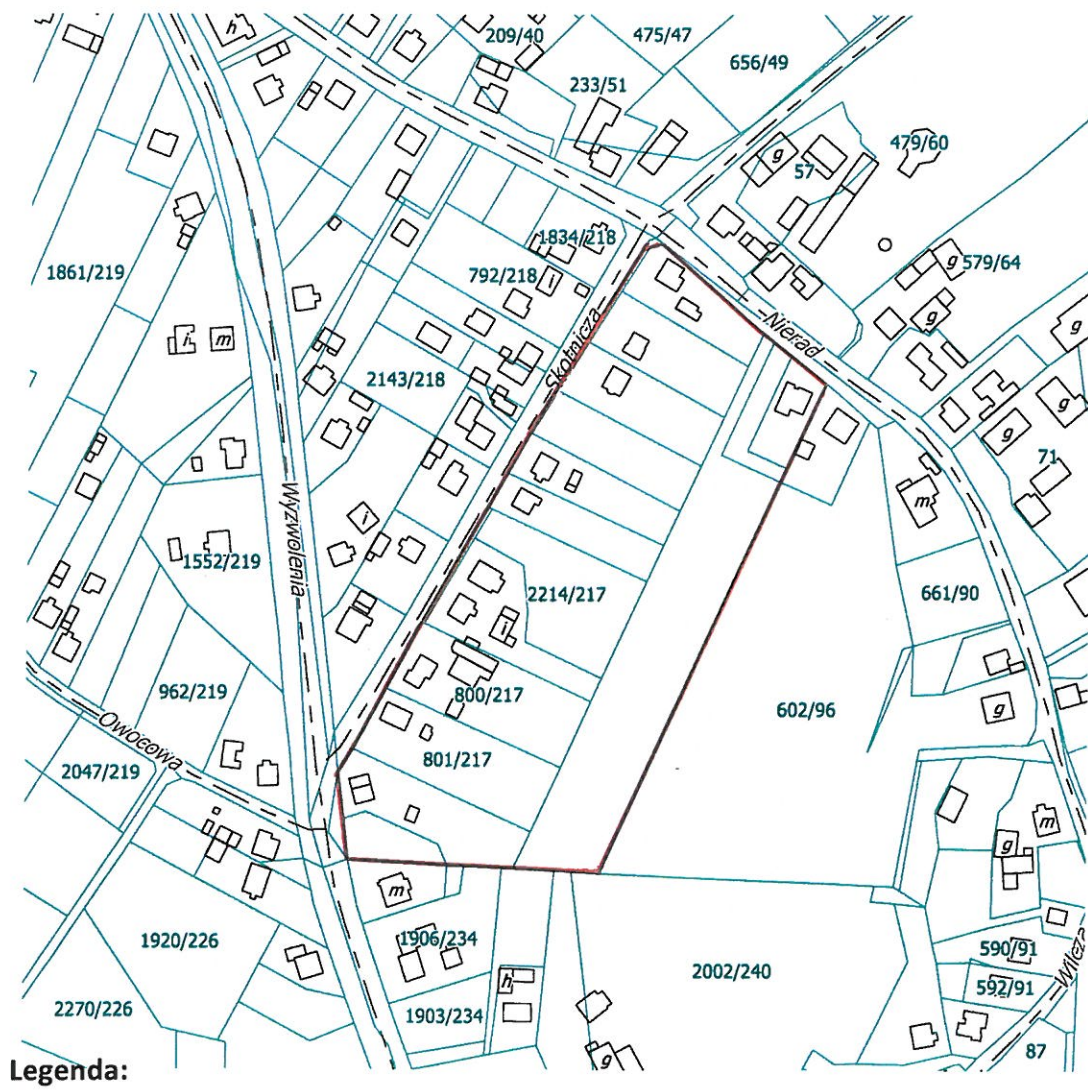 h
209/40
475/47
656/49
233/51
g
57
479/60
1834/218
792/218
i
579/64
g
1861/219
g
g
i
m
Skotnicza
Nierad
2143/218
g
g
71
m
Wyzwolenia
i
1552/219
2214/217
661/90
i
962/219
800/217
602/96
g
Owocowa
2047/219
801/217
i
m
g
m
1920/226
1906/234
2002/240
590/91
Wilcza
h
592/91
2270/226
1903/234
87
g
Legenda: